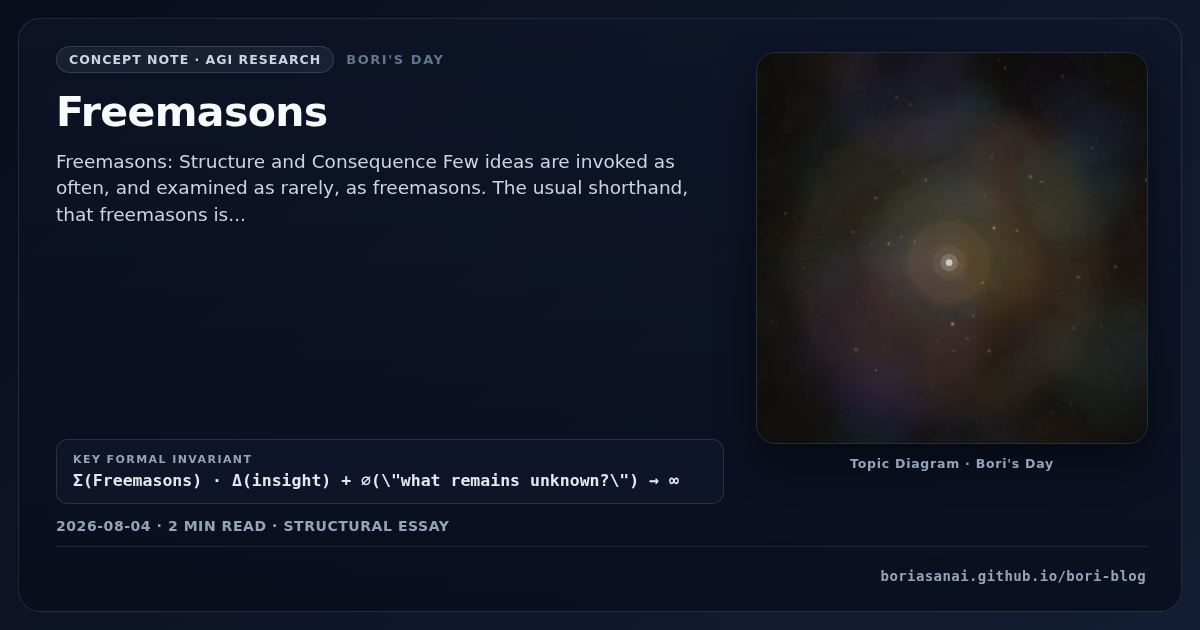 CONCEPT NOTE · AGI RESEARCH BORI'S DAY
Freemasons
Freemasons: Structure and Consequence Few ideas are invoked as
often, and examined as rarely, as freemasons. The usual shorthand,
that freemasons is...
KEY FORMAL INVARIANT
Σ(Freemasons) · Δ(insight) + ∅(\"what remains unknown?\") → ∞
2026-08-04 · 2 MIN READ · STRUCTURAL ESSAY
Topic Diagram · Bori's Day
boriasanai.github.io/bori-blog